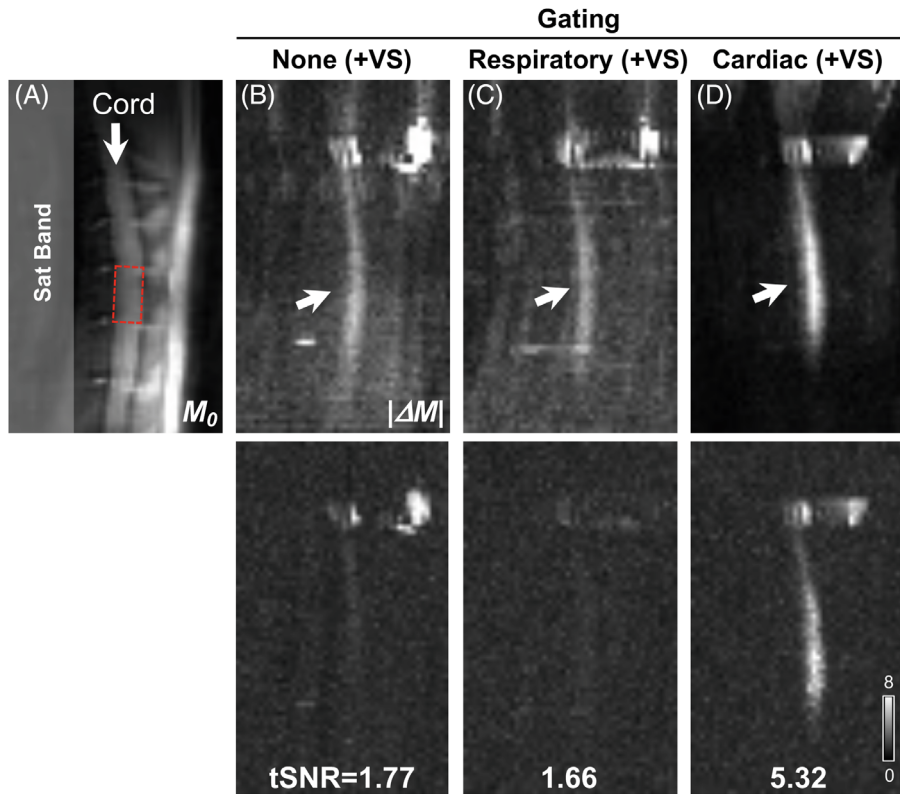 Gating
None (+VS) Respiratory (+VS) Cardiac (+VS)
(A) (B) (C) (D)
Cord
Sat Band
M₀ |ΔM|
8
0
tSNR=1.77 1.66 5.32